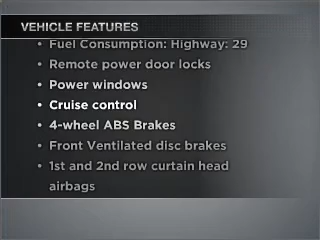 VEHICLE FEATURES
• Fuel Consumption: Highway: 29
• Remote power door locks
• Power windows
• Cruise control
• 4-wheel ABS Brakes
• Front Ventilated disc brakes
• 1st and 2nd row curtain head
airbags